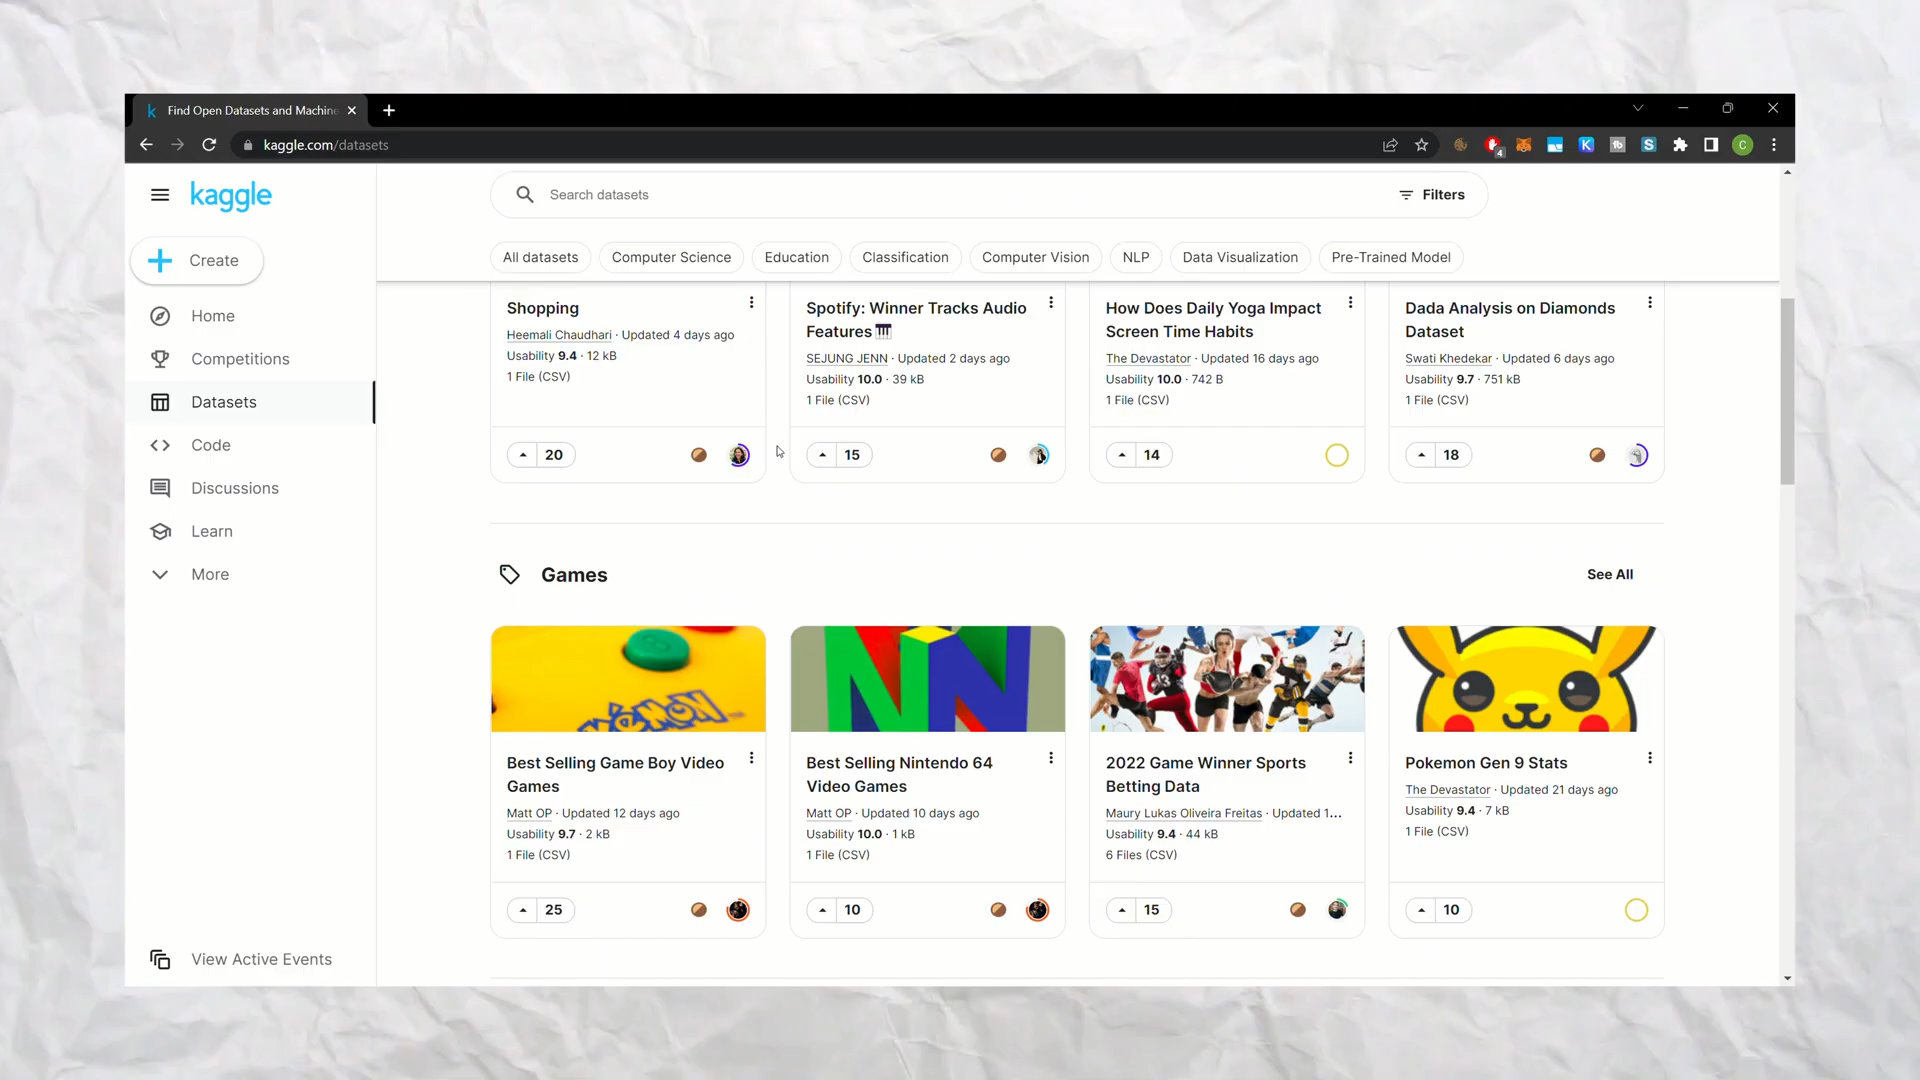 Find Open Datasets and Machine
kaggle.com/datasets
4
K
tb
S
C
kaggle
Search datasets
Filters
Create
All datasets
Computer Science
Education
Classification
Computer Vision
NLP
Data Visualization
Pre-Trained Model
Home
Competitions
Datasets
Code
Discussions
Learn
More
View Active Events
Shopping
Heemali Chaudhari · Updated 4 days ago
Usability 9.4 · 12 kB
1 File (CSV)
20
Spotify: Winner Tracks Audio
Features
SEJUNG JENN · Updated 2 days ago
Usability 10.0 · 39 kB
1 File (CSV)
15
How Does Daily Yoga Impact
Screen Time Habits
The Devastator · Updated 16 days ago
Usability 10.0 · 742 B
1 File (CSV)
14
Dada Analysis on Diamonds
Dataset
Swati Khedekar · Updated 6 days ago
Usability 9.7 · 751 kB
1 File (CSV)
18
Games
See All
Best Selling Game Boy Video
Games
Matt OP · Updated 12 days ago
Usability 9.7 · 2 kB
1 File (CSV)
25
Best Selling Nintendo 64
Video Games
Matt OP · Updated 10 days ago
Usability 10.0 · 1 kB
1 File (CSV)
10
2022 Game Winner Sports
Betting Data
Maury Lukas Oliveira Freitas · Updated 1...
Usability 9.4 · 44 kB
6 Files (CSV)
15
Pokemon Gen 9 Stats
The Devastator · Updated 21 days ago
Usability 9.4 · 7 kB
1 File (CSV)
10